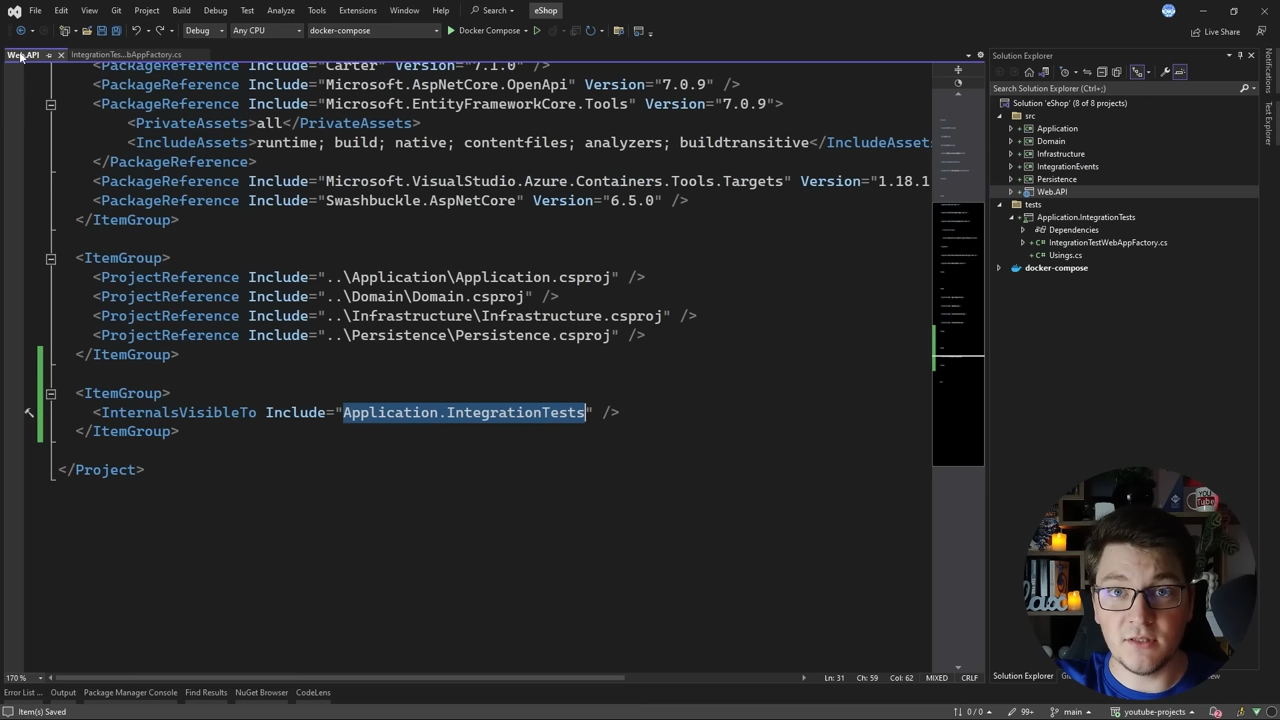 File Edit View Git Project Build Debug Test Analyze Tools Extensions Window Help Search eShop
Debug Any CPU docker-compose Docker Compose Live Share
Web.API IntegrationTes...bAppFactory.cs
<PackageReference Include="Carter" Version="7.1.0" />
<PackageReference Include="Microsoft.AspNetCore.OpenApi" Version="7.0.9" />
<PackageReference Include="Microsoft.EntityFrameworkCore.Tools" Version="7.0.9">
<PrivateAssets>all</PrivateAssets>
<IncludeAssets>runtime; build; native; contentfiles; analyzers; buildtransitive</IncludeAssets
</PackageReference>
<PackageReference Include="Microsoft.VisualStudio.Azure.Containers.Tools.Targets" Version="1.18.1
<PackageReference Include="Swashbuckle.AspNetCore" Version="6.5.0" />
</ItemGroup>
<ItemGroup>
<ProjectReference Include="..\Application\Application.csproj" />
<ProjectReference Include="..\Domain\Domain.csproj" />
<ProjectReference Include="..\Infrastructure\Infrastructure.csproj" />
<ProjectReference Include="..\Persistence\Persistence.csproj" />
</ItemGroup>
<ItemGroup>
<InternalsVisibleTo Include="Application.IntegrationTests" />
</ItemGroup>
</Project>
170 % Ln: 31 Ch: 59 Col: 62 MIXED CRLF
Error List ... Output Package Manager Console Find Results NuGet Browser CodeLens
Item(s) Saved 0 / 0 99+ main youtube-projects
Solution Explorer
Search Solution Explorer (Ctrl+;)
Solution 'eShop' (8 of 8 projects)
src
Application
Domain
Infrastructure
IntegrationEvents
Persistence
Web.API
tests
Application.IntegrationTests
Dependencies
IntegrationTestWebAppFactory.cs
Usings.cs
docker-compose
Notifications
Test Explorer
You Tube
Solution Explorer